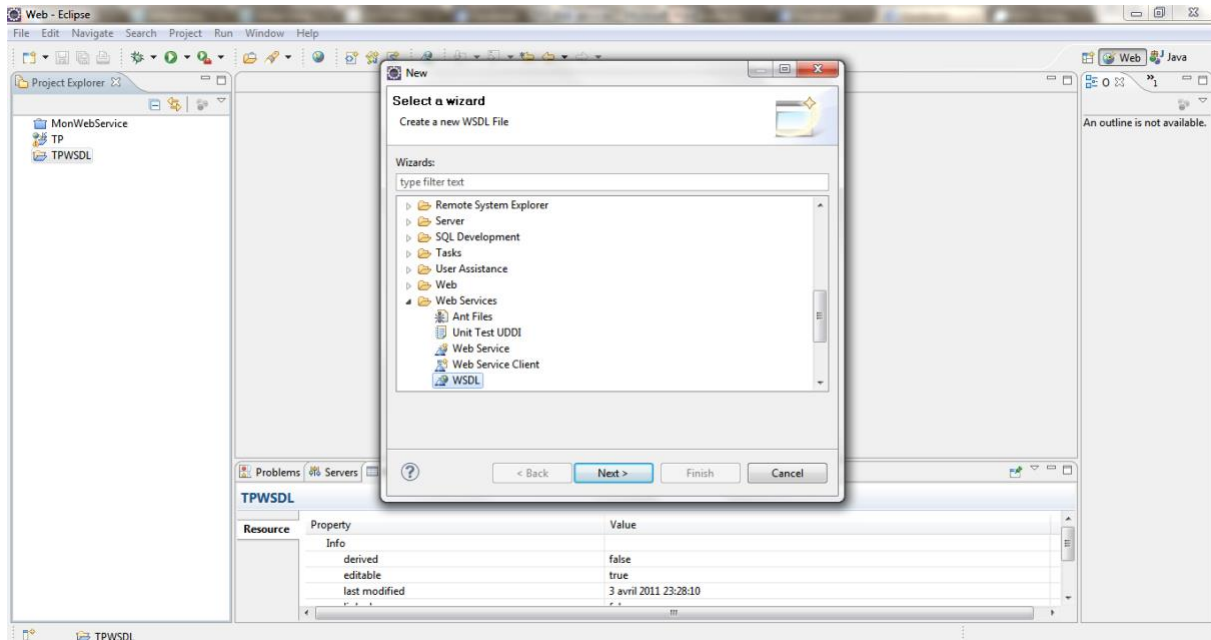 Web - Eclipse
File Edit Navigate Search Project Run Window Help
Web Java
Project Explorer
MonWebService
TP
TPWSDL
New
Select a wizard
Create a new WSDL File
Wizards:
type filter text
Remote System Explorer
Server
SQL Development
Tasks
User Assistance
Web
Web Services
Ant Files
Unit Test UDDI
Web Service
Web Service Client
WSDL
< Back Next > Finish Cancel
O
1
An outline is not available.
Problems Servers
TPWSDL
Resource
Property Value
Info
derived false
editable true
last modified 3 avril 2011 23:28:10
TPWSDL